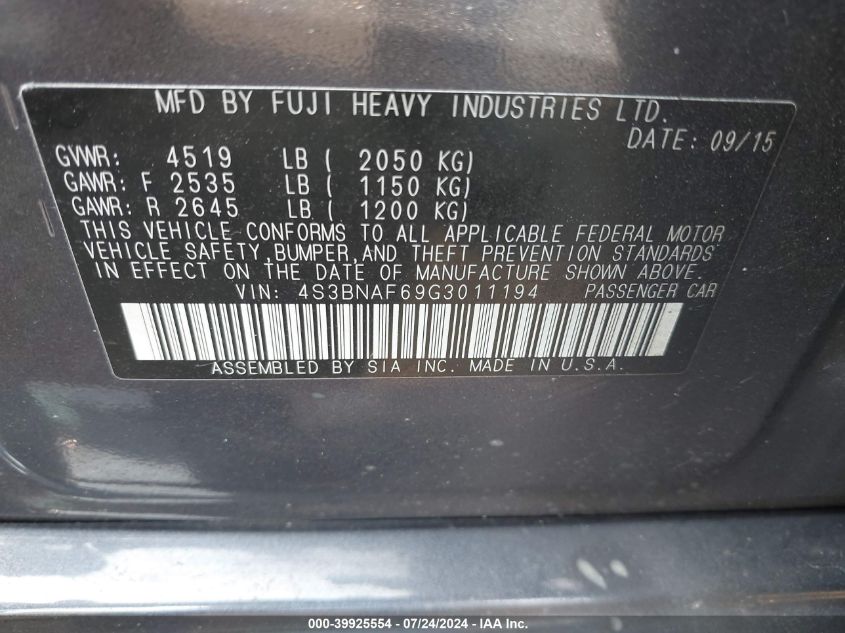 MFD BY FUJI HEAVY INDUSTRIES LTD.
DATE: 09/15
GVWR: 4519 LB ( 2050 KG)
GAWR: F 2535 LB ( 1150 KG)
GAWR: R 2645 LB ( 1200 KG)
THIS VEHICLE CONFORMS TO ALL APPLICABLE FEDERAL MOTOR
VEHICLE SAFETY,BUMPER,AND THEFT PREVENTION STANDARDS
IN EFFECT ON THE DATE OF MANUFACTURE SHOWN ABOVE.
VIN: 4S3BNAF69G3011194 PASSENGER CAR
ASSEMBLED BY SIA INC. MADE IN U.S.A.
000-39925554 - 07/24/2024 - Copyright © 2024, IAA, Inc.